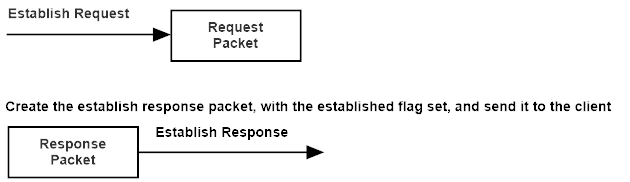 Establish Request
Request
Packet
Create the establish response packet, with the established flag set, and send it to the client
Establish Response
Response
Packet